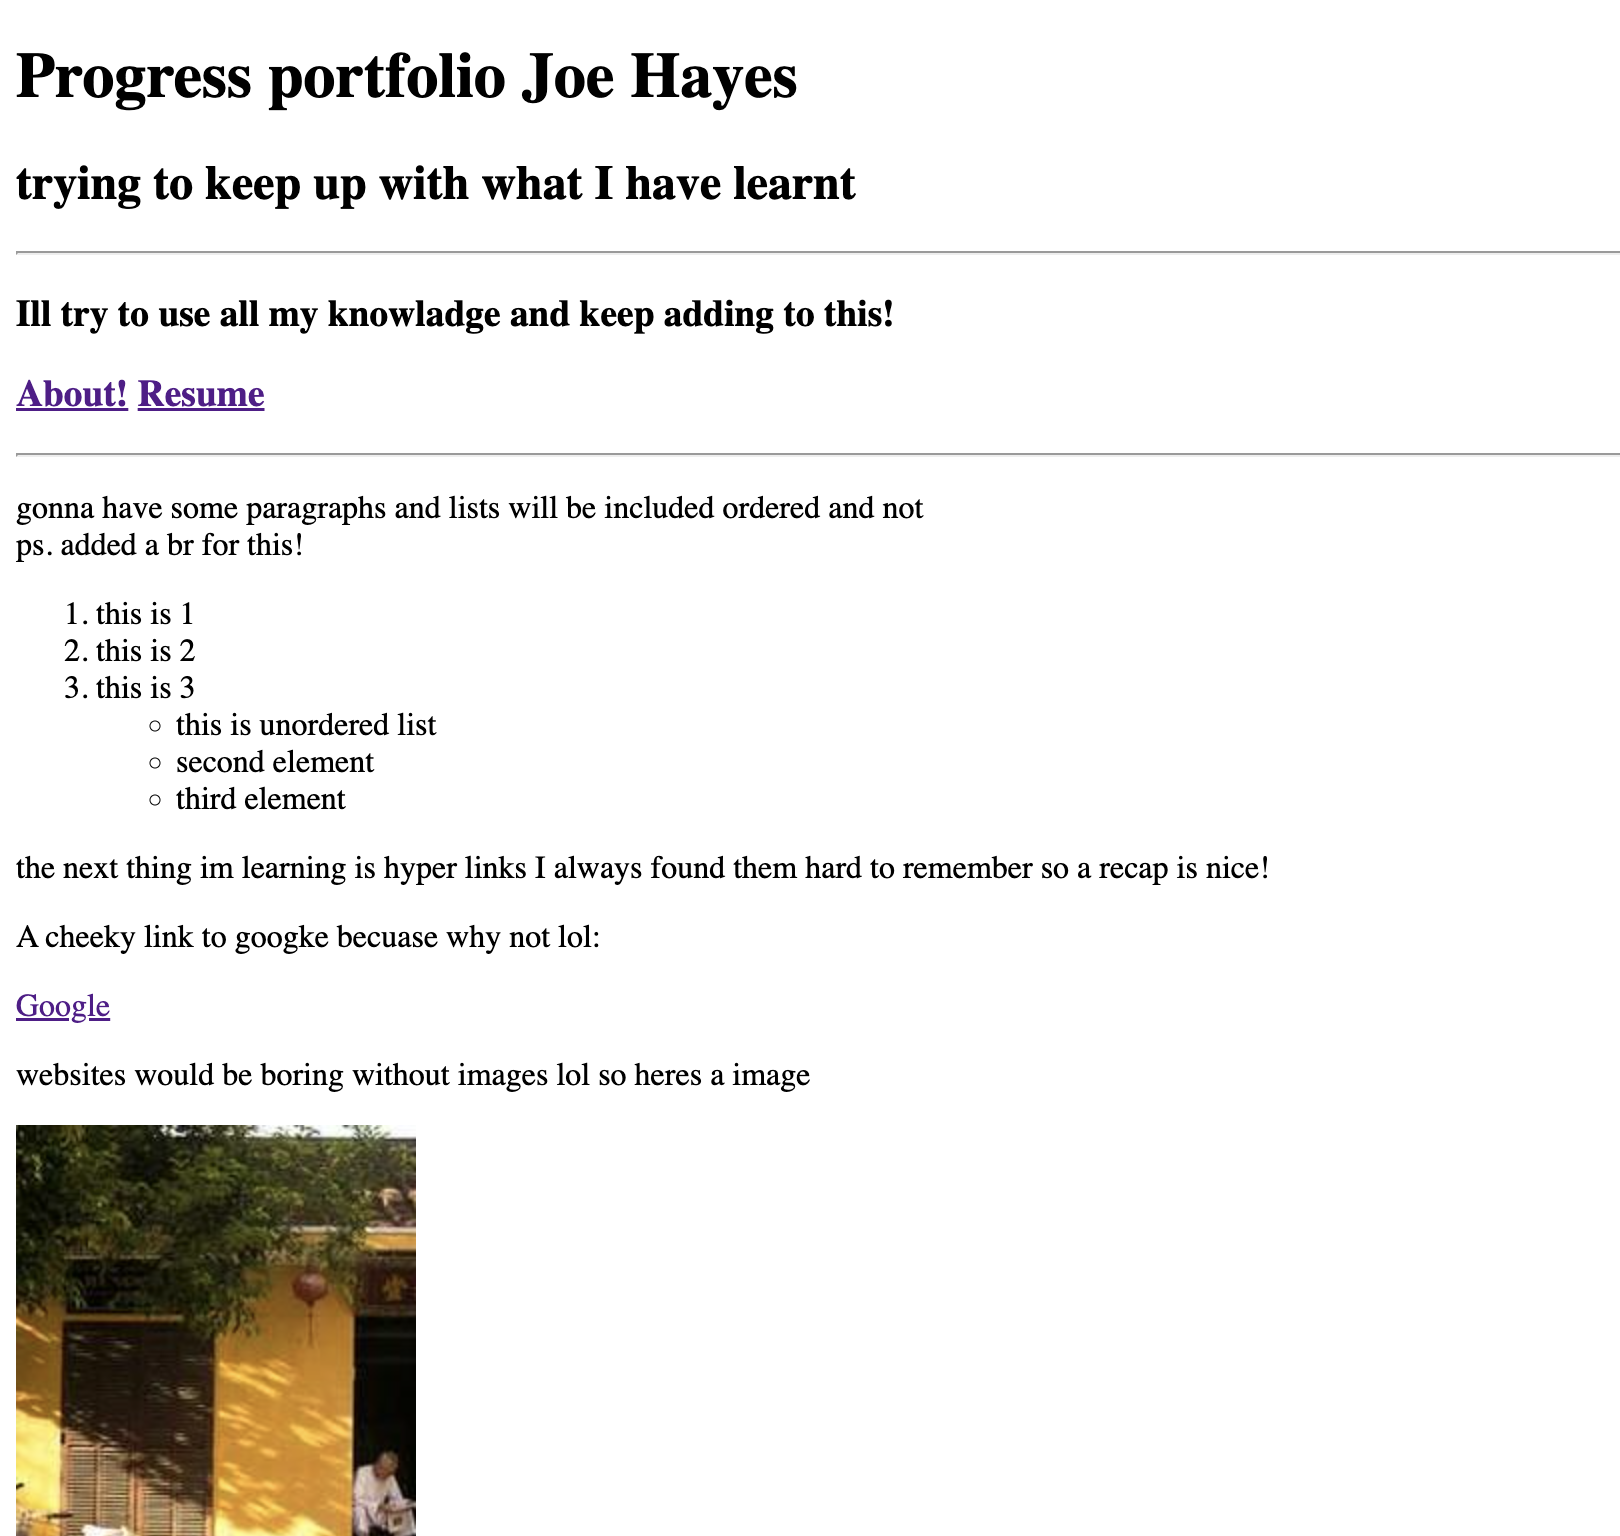 Progress portfolio Joe Hayes
trying to keep up with what I have learnt
Ill try to use all my knowladge and keep adding to this!
About! Resume
gonna have some paragraphs and lists will be included ordered and not
ps. added a br for this!
1. this is 1
2. this is 2
3. this is 3
◦ this is unordered list
◦ second element
◦ third element
the next thing im learning is hyper links I always found them hard to remember so a recap is nice!
A cheeky link to googke becuase why not lol:
Google
websites would be boring without images lol so heres a image